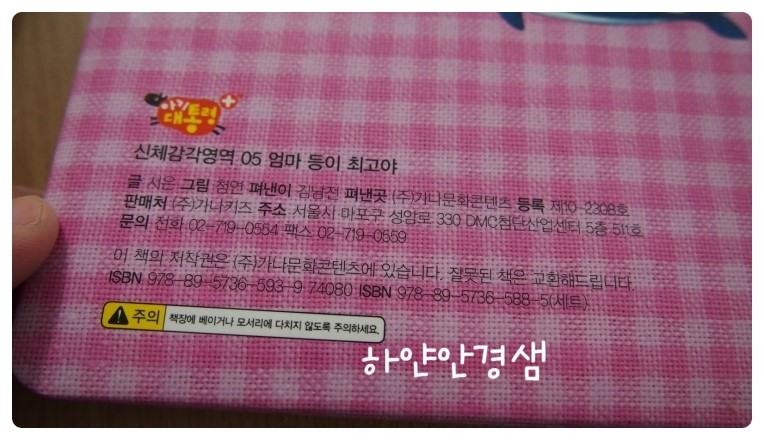 아기
대통령
신체감각영역 05 엄마 등이 최고야
글 서운 그림 정연 펴낸이 김남전 펴낸곳 (주)가나문화콘텐츠 등록 제10-2308호
판매처 (주)가나키즈 주소 서울시 마포구 성암로 330 DMC첨단산업센터 5층 511호
문의 전화 02-719-0554 팩스 02-719-0559
이 책의 저작권은 (주)가나문화콘텐츠에 있습니다. 잘못된 책은 교환해드립니다.
ISBN 978-89-5736-593-9 74080 ISBN 978-89-5736-588-5(세트)
주의 책장에 베이거나 모서리에 다치지 않도록 주의하세요.
하얀안경샘